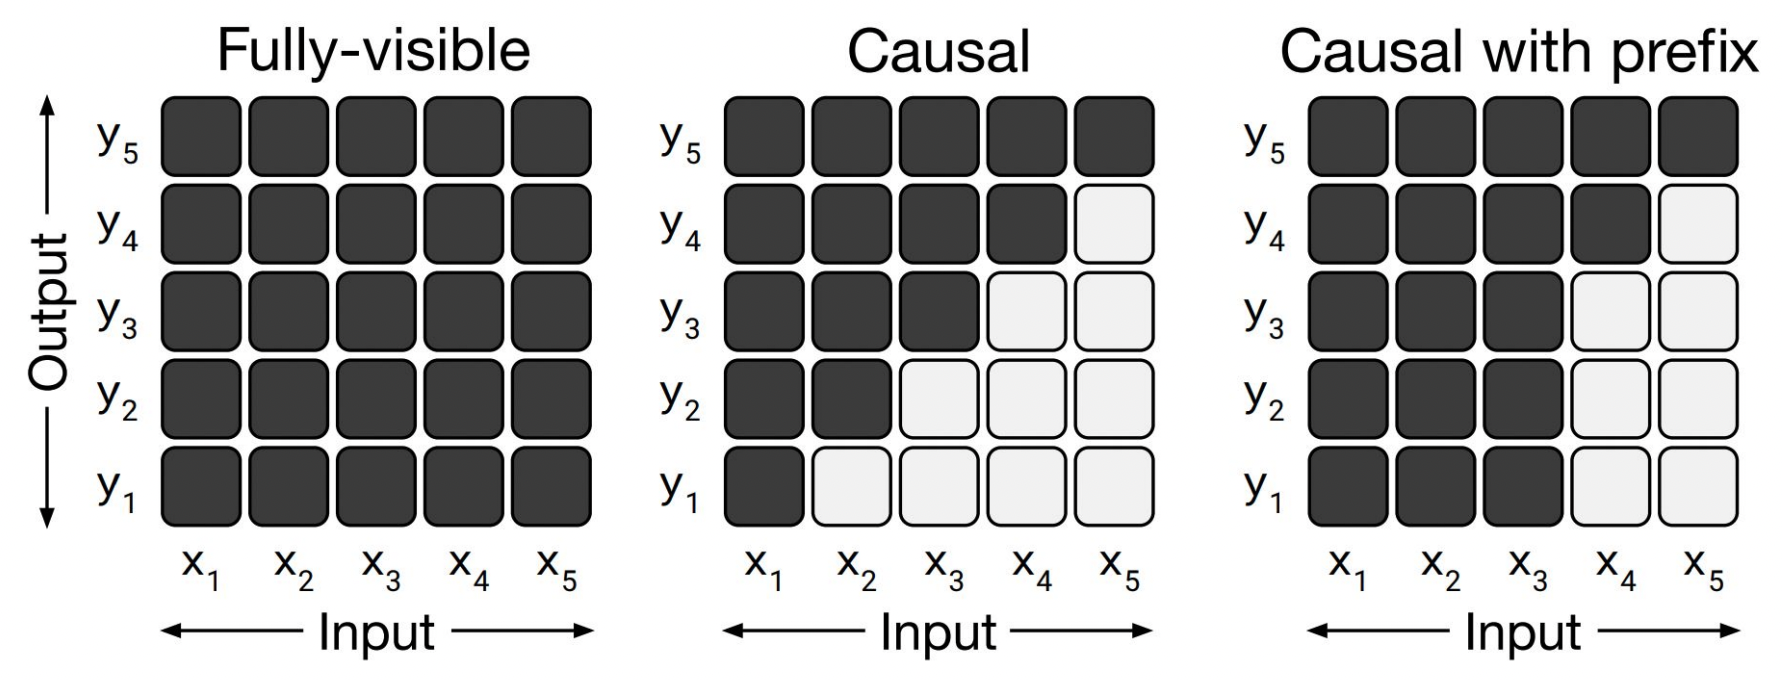 Fully-visible Causal Causal with prefix
y5 y5 y5
y4 y4 y4
y3 y3 y3
y2 y2 y2
y1 y1 y1
x1 x2 x3 x4 x5 x1 x2 x3 x4 x5 x1 x2 x3 x4 x5
Input Input Input
Output